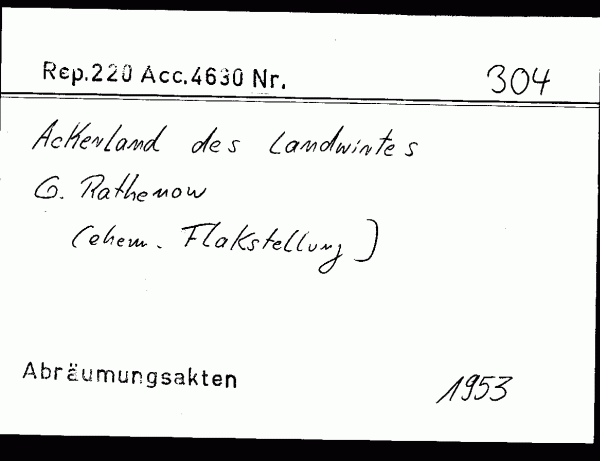 Rep.220 Acc.4630 Nr. 304
Ackerland des Landwirtes
G. Rathenow
(ehem. Flakstellung)
Abräumungsakten 1953